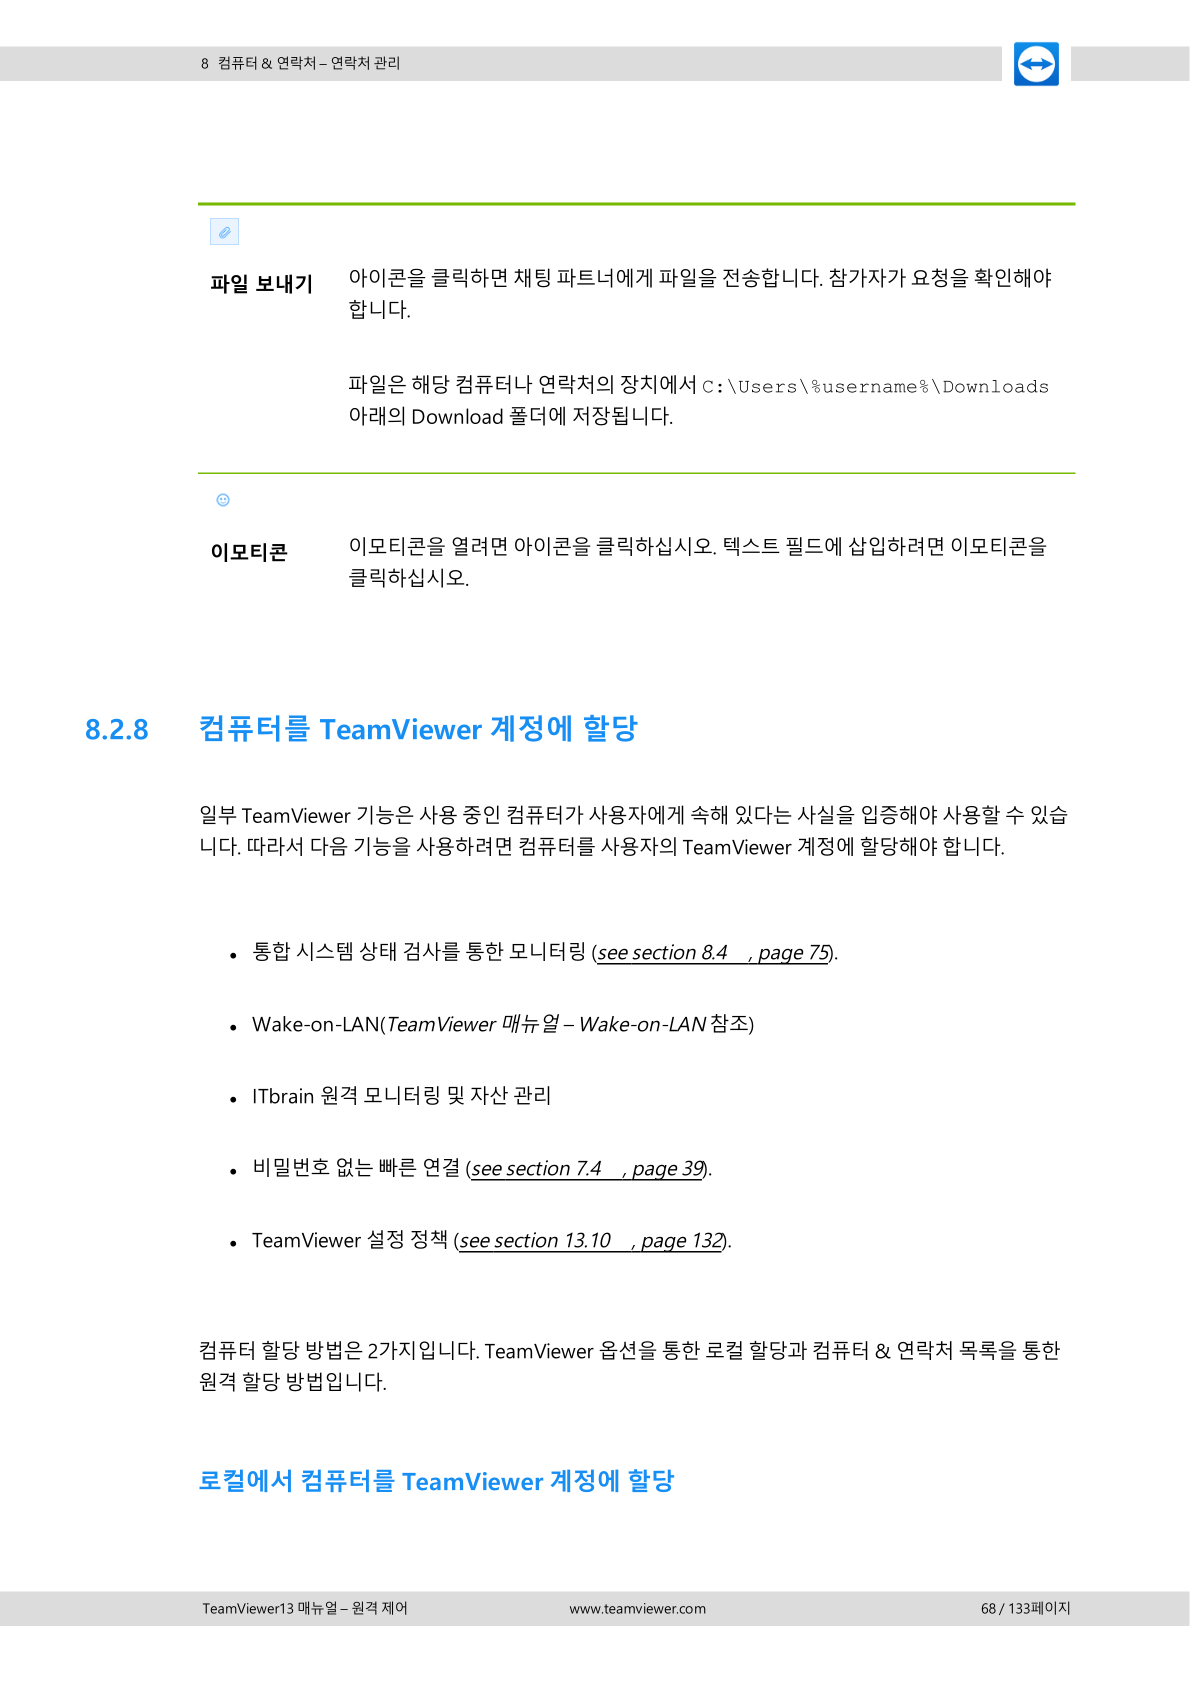 8 컴퓨터 & 연락처 – 연락처 관리
파일 보내기
아이콘을 클릭하면 채팅 파트너에게 파일을 전송합니다. 참가자가 요청을 확인해야
합니다.
파일은 해당 컴퓨터나 연락처의 장치에서 C:\Users\%username%\Downloads
아래의 Download 폴더에 저장됩니다.
이모티콘
이모티콘을 열려면 아이콘을 클릭하십시오. 텍스트 필드에 삽입하려면 이모티콘을
클릭하십시오.
8.2.8 컴퓨터를 TeamViewer 계정에 할당
일부 TeamViewer 기능은 사용 중인 컴퓨터가 사용자에게 속해 있다는 사실을 입증해야 사용할 수 있습
니다. 따라서 다음 기능을 사용하려면 컴퓨터를 사용자의 TeamViewer 계정에 할당해야 합니다.
• 통합 시스템 상태 검사를 통한 모니터링 (see section 8.4 , page 75).
• Wake-on-LAN(TeamViewer 매뉴얼 – Wake-on-LAN 참조)
• ITbrain 원격 모니터링 및 자산 관리
• 비밀번호 없는 빠른 연결 (see section 7.4 , page 39).
• TeamViewer 설정 정책 (see section 13.10 , page 132).
컴퓨터 할당 방법은 2가지입니다. TeamViewer 옵션을 통한 로컬 할당과 컴퓨터 & 연락처 목록을 통한
원격 할당 방법입니다.
로컬에서 컴퓨터를 TeamViewer 계정에 할당
TeamViewer13 매뉴얼 – 원격 제어 www.teamviewer.com 68 / 133페이지